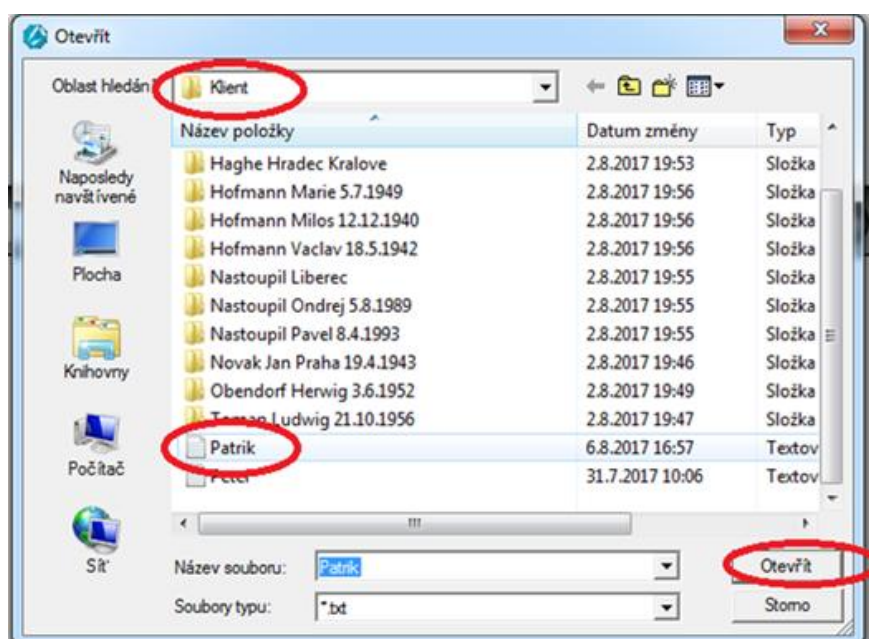 Otevřít
Oblast hledán
Klient
Název položky Datum změny Typ
Haghe Hradec Kralove 2.8.2017 19:53 Složka
Hofmann Marie 5.7.1949 2.8.2017 19:56 Složka
Hofmann Milos 12.12.1940 2.8.2017 19:56 Složka
Hofmann Vaclav 18.5.1942 2.8.2017 19:56 Složka
Nastoupil Liberec 2.8.2017 19:55 Složka
Nastoupil Ondrej 5.8.1989 2.8.2017 19:55 Složka
Nastoupil Pavel 8.4.1993 2.8.2017 19:55 Složka
Novak Jan Praha 19.4.1943 2.8.2017 19:46 Složka
Obendorf Herwig 3.6.1952 2.8.2017 19:49 Složka
Ludwig 21.10.1956 2.8.2017 19:47 Složka
Patrik 6.8.2017 16:57 Textov
31.7.2017 10:06 Textov
Naposledy
navštívené
Plocha
Knihovny
Počítač
Síť
Název souboru: Patrik Otevřít
Soubory typu: *.txt Storno